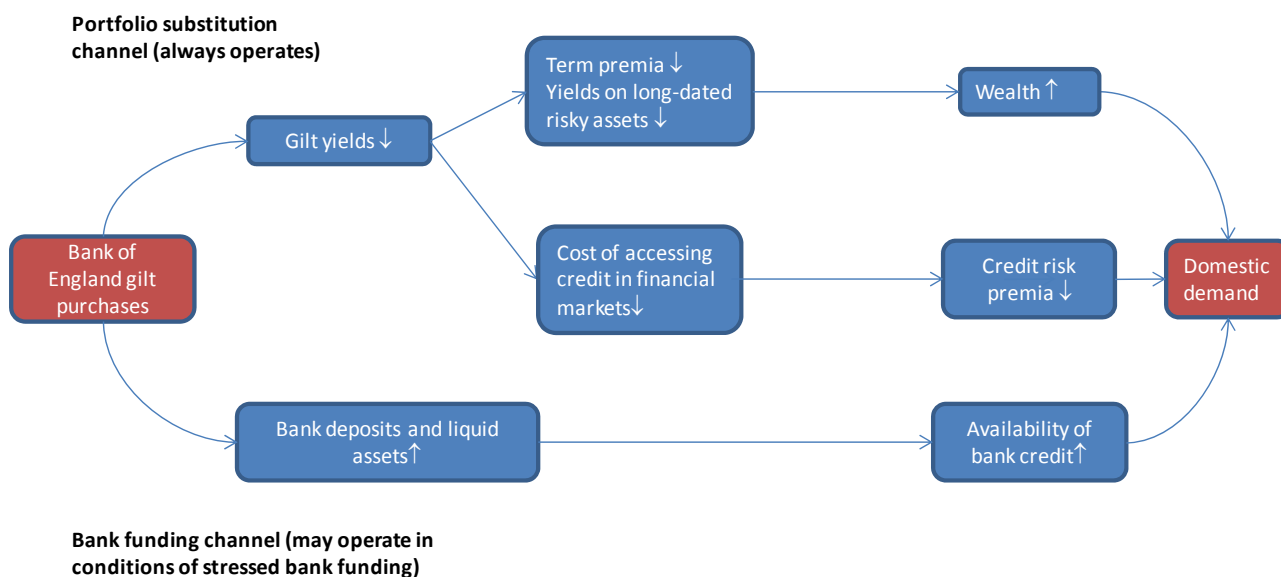 Portfolio substitution
channel (always operates)
Term premia ↓
Yields on long-dated
risky assets ↓
Wealth ↑
Gilt yields ↓
Bank of
England gilt
purchases
Cost of accessing
credit in financial
markets↓
Credit risk
premia ↓
Domestic
demand
Bank deposits and liquid
assets↑
Availability of
bank credit↑
Bank funding channel (may operate in
conditions of stressed bank funding)